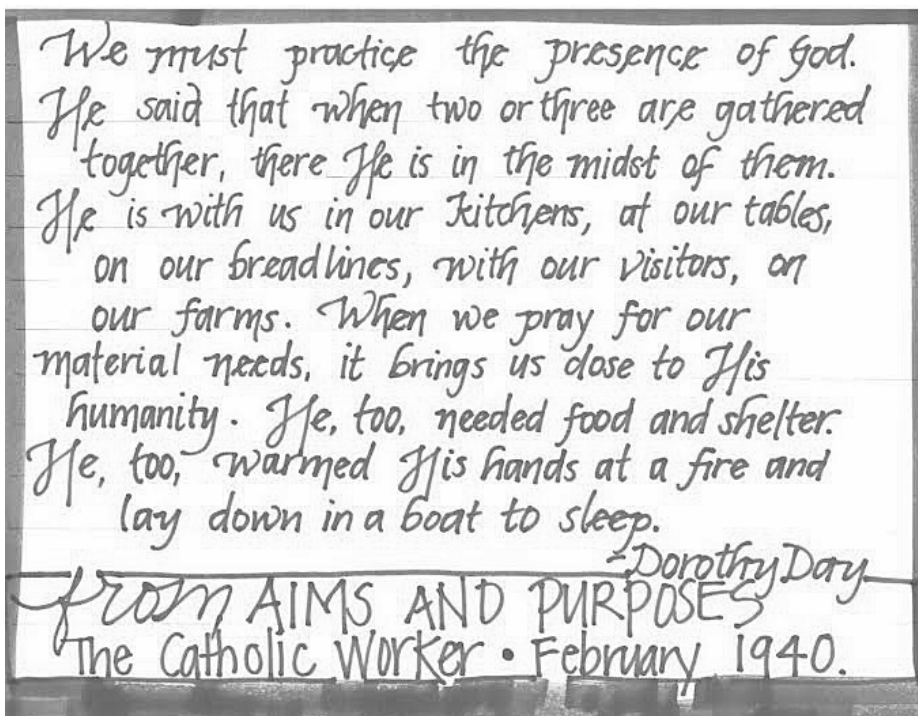 We must practice the presence of God.
He said that when two or three are gathered
together, there He is in the midst of them.
He is with us in our kitchens, at our tables,
on our breadlines, with our visitors, on
our farms. When we pray for our
material needs, it brings us close to His
humanity. He, too, needed food and shelter.
He, too, warmed His hands at a fire and
lay down in a boat to sleep.
-Dorothy Day
from AIMS AND PURPOSES
The Catholic Worker • February 1940.